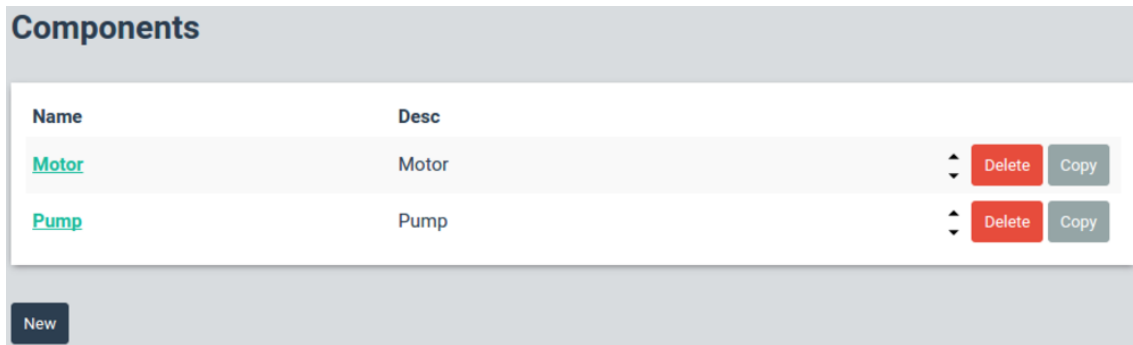 Components
Name Desc
Motor Motor Delete Copy
Pump Pump Delete Copy
New